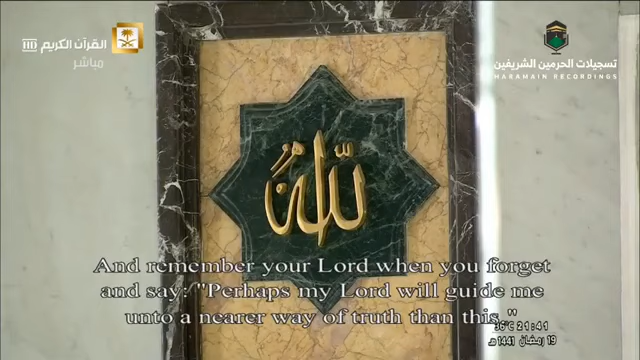 القرآن الكريم
مباشر
تسجيلات الحرمين الشريفين
HARAMAIN RECORDINGS
And remember your Lord when you forget
and say: "Perhaps my Lord will guide me
unto a nearer way of truth than this."
36°C 21:41
19 رمضان 1441 هـ